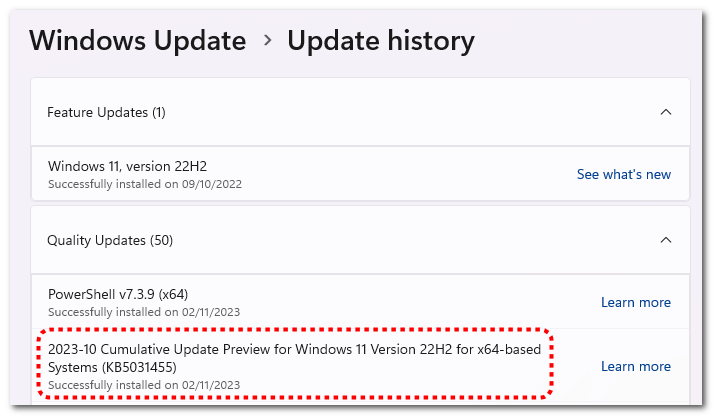 Windows Update > Update history
Feature Updates (1)
Windows 11, version 22H2
Successfully installed on 09/10/2022
See what's new
Quality Updates (50)
PowerShell v7.3.9 (x64)
Successfully installed on 02/11/2023
Learn more
2023-10 Cumulative Update Preview for Windows 11 Version 22H2 for x64-based
Systems (KB5031455)
Successfully installed on 02/11/2023
Learn more